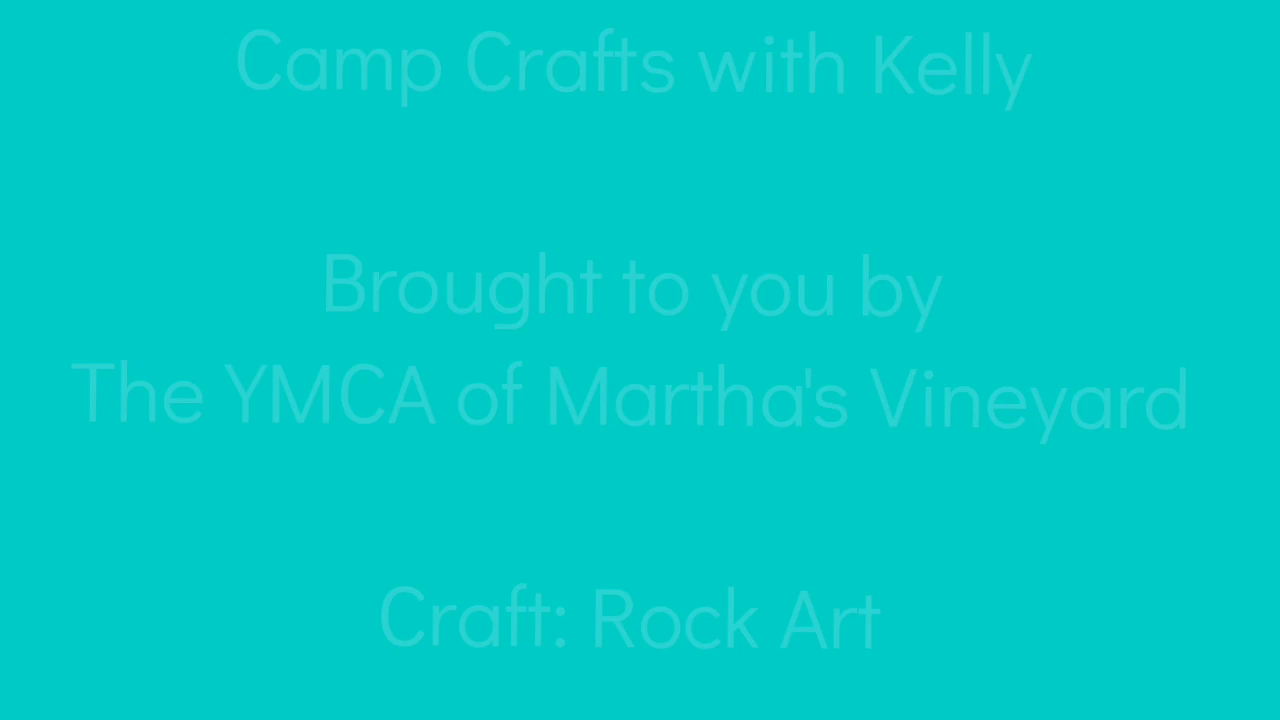 Camp Crafts with Kelly
Brought to you by
The YMCA of Martha's Vineyard
Craft: Rock Art